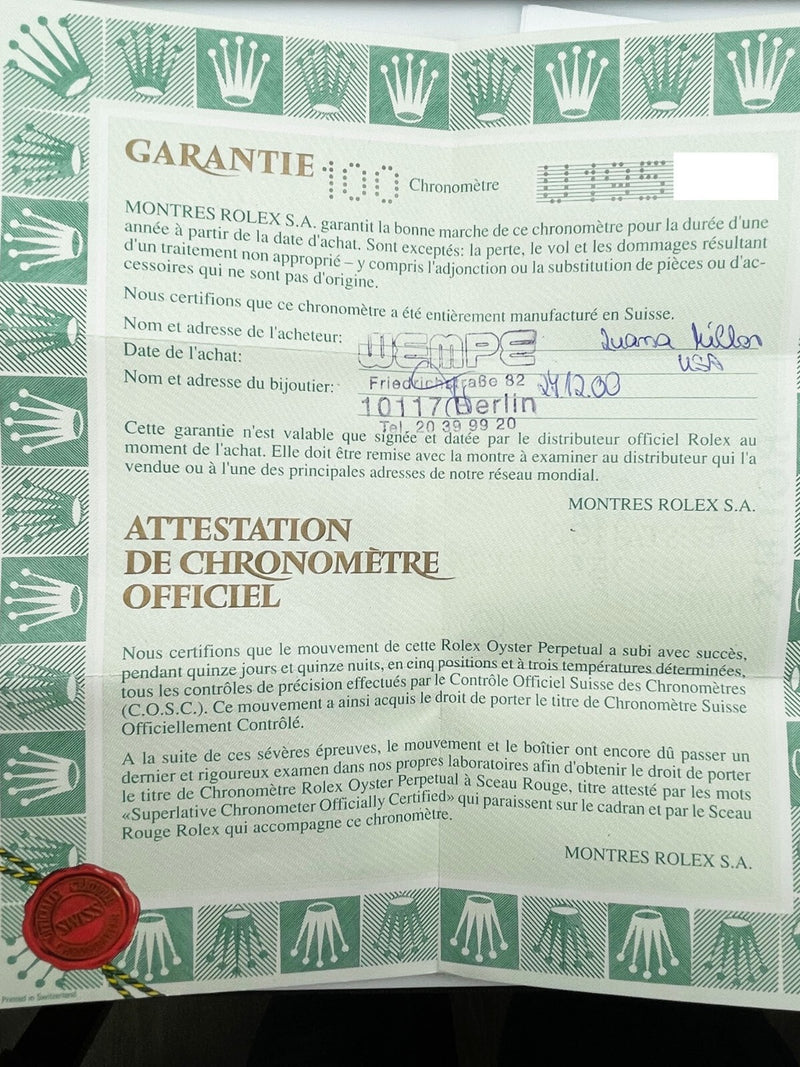 GARANTIE 100 Chronomètre U185
MONTRES ROLEX S.A. garantit la bonne marche de ce chronomètre pour la durée d'une
année à partir de la date d'achat. Sont exceptés: la perte, le vol et les dommages résultant
d'un traitement non approprié – y compris l'adjonction ou la substitution de pièces ou d'ac-
cessoires qui ne sont pas d'origine.
Nous certifions que ce chronomètre a été entièrement manufacturé en Suisse.
Nom et adresse de l'acheteur:
Date de l'achat:
Nom et adresse du bijoutier:
WEMPE
Friedrichstraße 82
10117 Berlin
Tel. 20 39 99 20
USA
24.12.00
Cette garantie n'est valable que signée et datée par le distributeur officiel Rolex au
moment de l'achat. Elle doit être remise avec la montre à examiner au distributeur qui l'a
vendue ou à l'une des principales adresses de notre réseau mondial.
MONTRES ROLEX S.A.
ATTESTATION
DE CHRONOMÈTRE
OFFICIEL
Nous certifions que le mouvement de cette Rolex Oyster Perpetual a subi avec succès,
pendant quinze jours et quinze nuits, en cinq positions et à trois températures déterminées,
tous les contrôles de précision effectués par le Contrôle Officiel Suisse des Chronomètres
(C.O.S.C.). Ce mouvement a ainsi acquis le droit de porter le titre de Chronomètre Suisse
Officiellement Contrôlé.
A la suite de ces sévères épreuves, le mouvement et le boîtier ont encore dû passer un
dernier et rigoureux examen dans nos propres laboratoires afin d'obtenir le droit de porter
le titre de Chronomètre Rolex Oyster Perpetual à Sceau Rouge, titre attesté par les mots
«Superlative Chronometer Officially Certified» qui paraissent sur le cadran et par le Sceau
Rouge Rolex qui accompagne ce chronomètre.
MONTRES ROLEX S.A.
SWISS
Printed in Switzerland